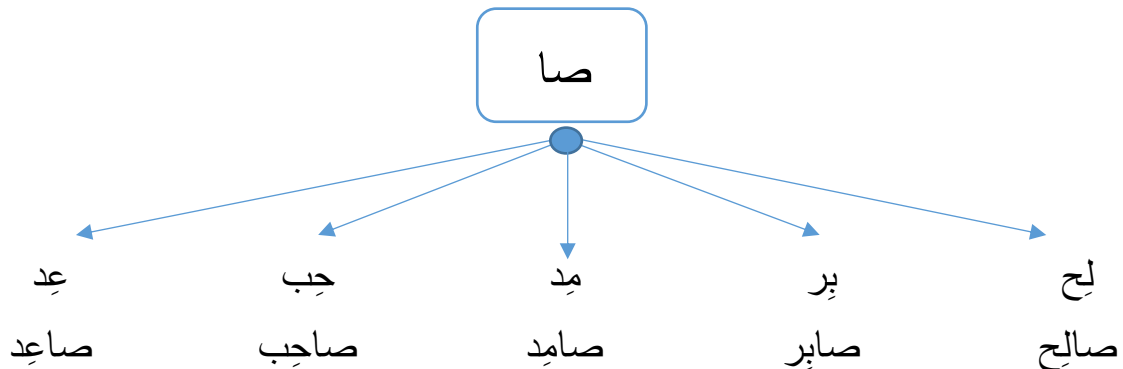 صا
لِح بِر مِد حِب عِد
صالِح صابِر صامِد صاحِب صاعِد